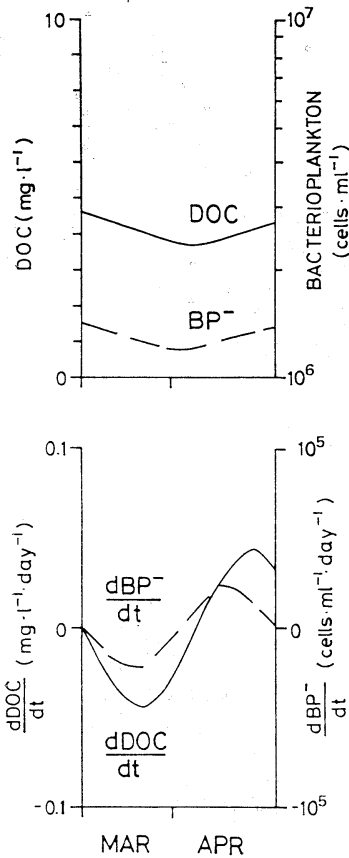 10
10⁷
DOC (mg·l⁻¹)
BACTERIOPLANKTON
(cells·ml⁻¹)
DOC
BP⁻
0
10⁶
0.1
10⁵
dDOC/dt (mg·l⁻¹·day⁻¹)
dBP⁻/dt (cells·ml⁻¹·day⁻¹)
dBP⁻
dt
0
0
dDOC
dt
-0.1
-10⁵
MAR APR